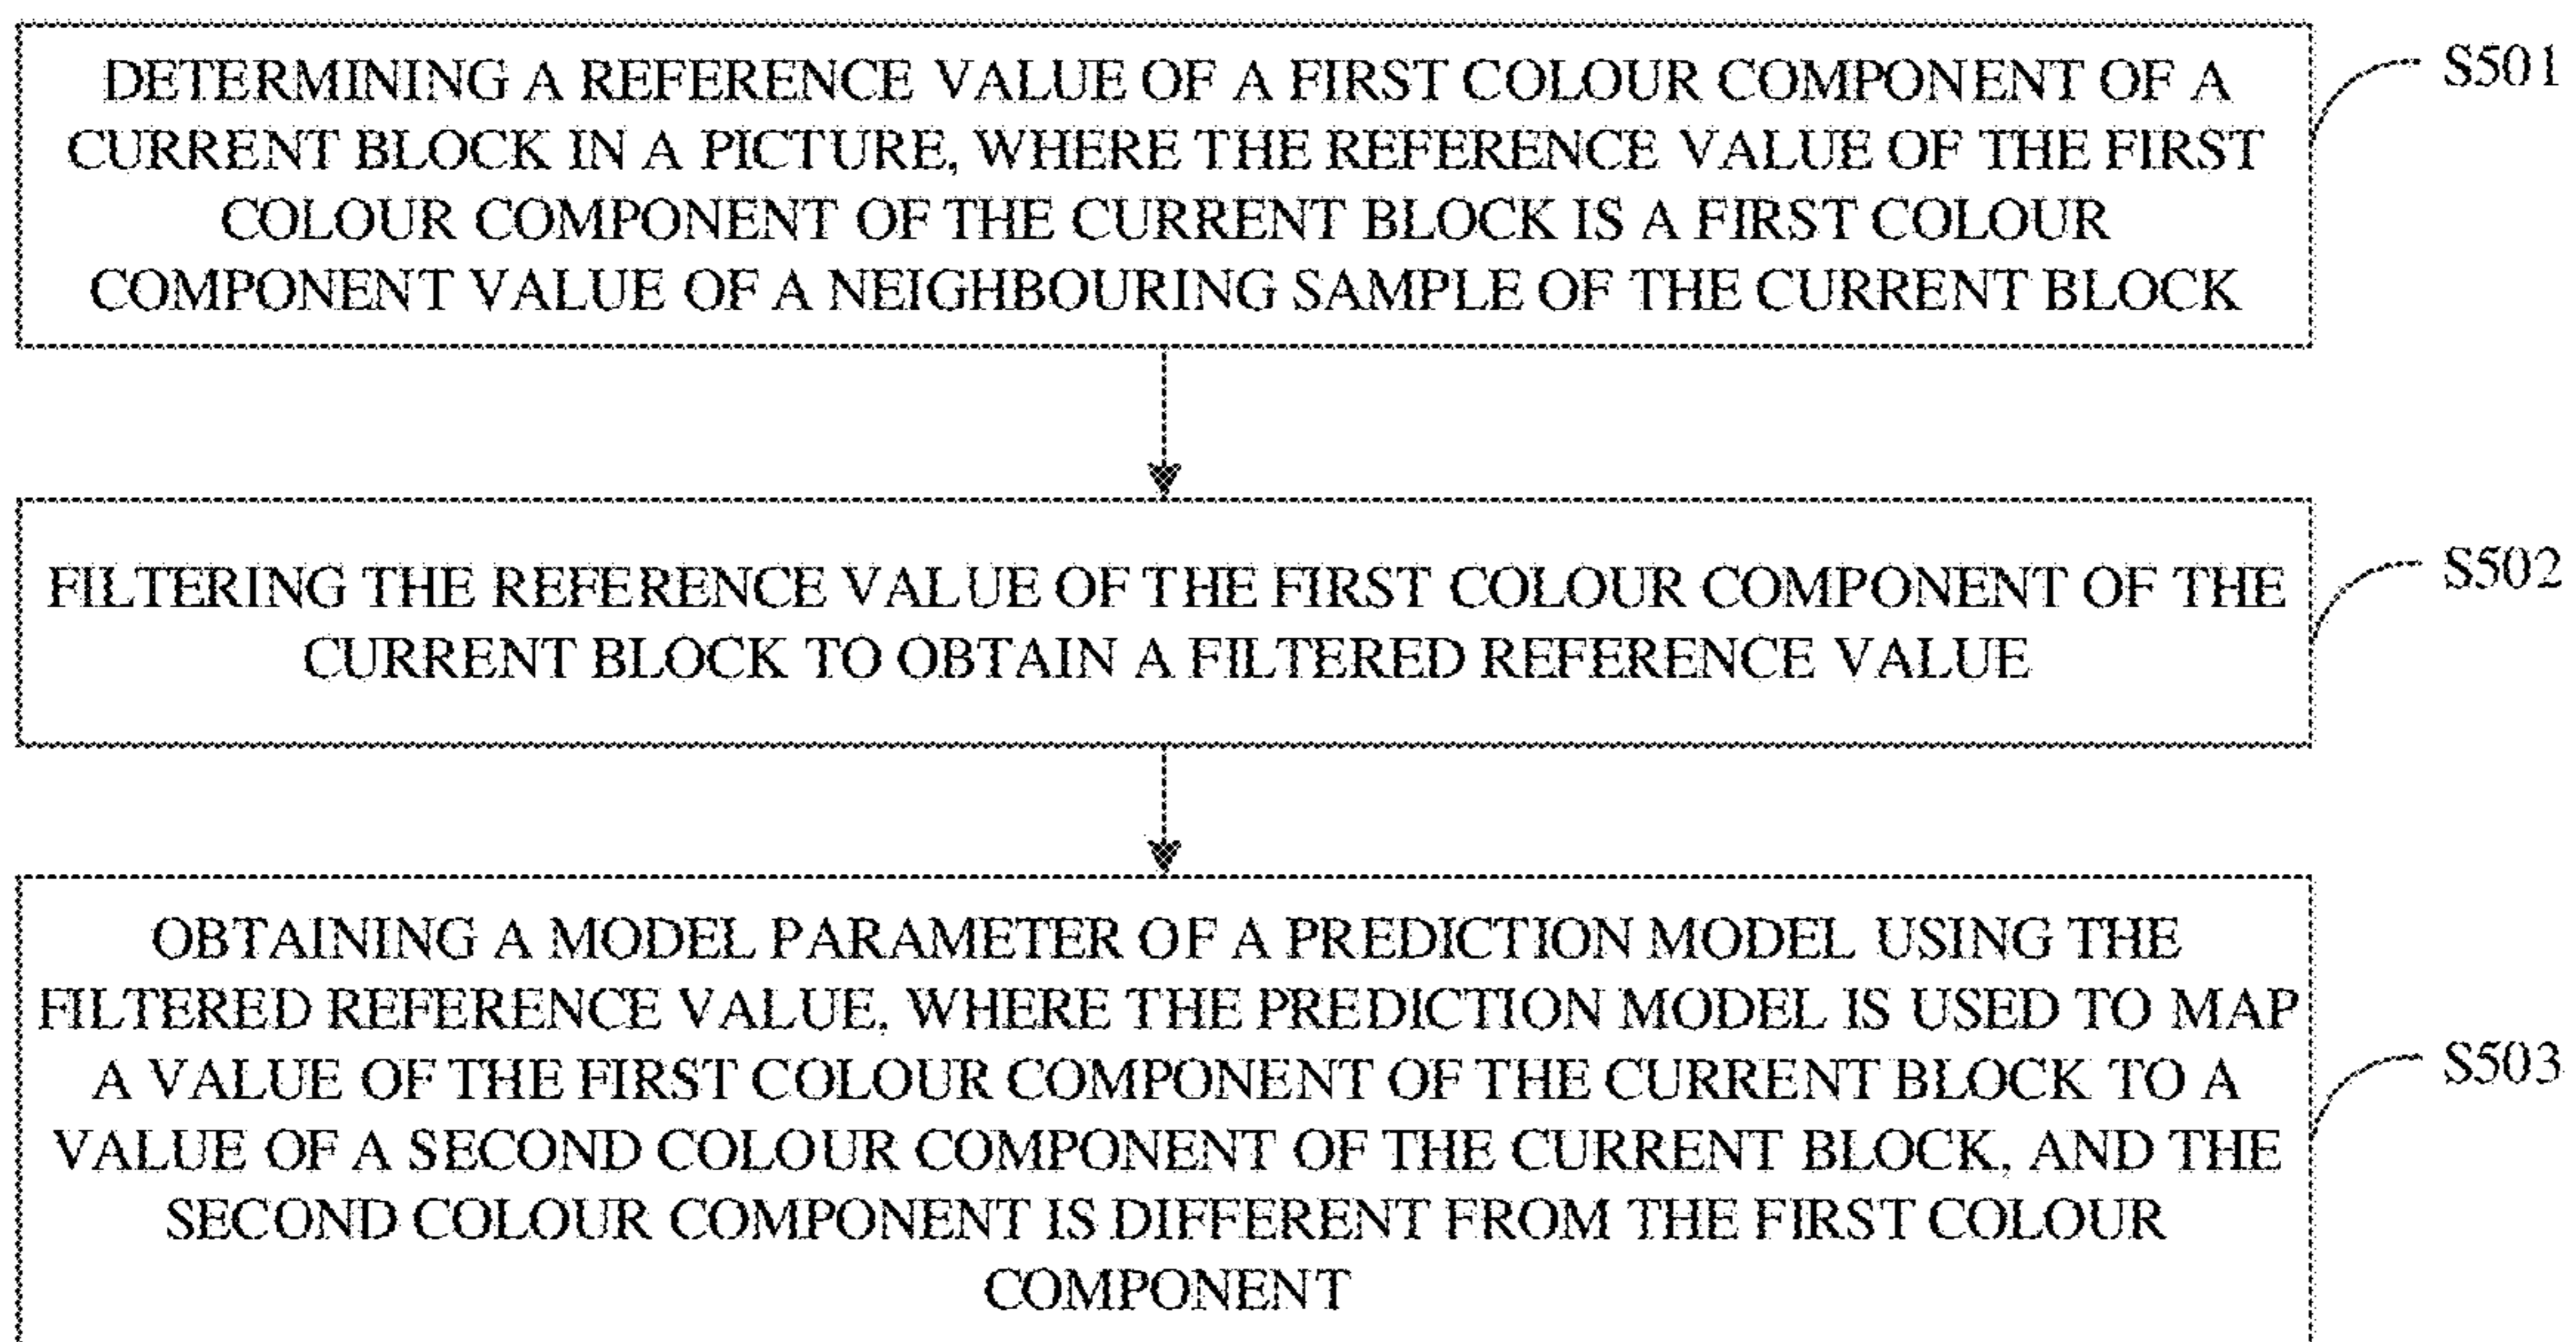 DETERMINING A REFERENCE VALUE OF A FIRST COLOUR COMPONENT OF A
CURRENT BLOCK IN A PICTURE, WHERE THE REFERENCE VALUE OF THE FIRST
COLOUR COMPONENT OF THE CURRENT BLOCK IS A FIRST COLOUR
COMPONENT VALUE OF A NEIGHBOURING SAMPLE OF THE CURRENT BLOCK
S501
FILTERING THE REFERENCE VALUE OF THE FIRST COLOUR COMPONENT OF THE
CURRENT BLOCK TO OBTAIN A FILTERED REFERENCE VALUE
S502
OBTAINING A MODEL PARAMETER OF A PREDICTION MODEL USING THE
FILTERED REFERENCE VALUE, WHERE THE PREDICTION MODEL IS USED TO MAP
A VALUE OF THE FIRST COLOUR COMPONENT OF THE CURRENT BLOCK TO A
VALUE OF A SECOND COLOUR COMPONENT OF THE CURRENT BLOCK, AND THE
SECOND COLOUR COMPONENT IS DIFFERENT FROM THE FIRST COLOUR
COMPONENT
S503